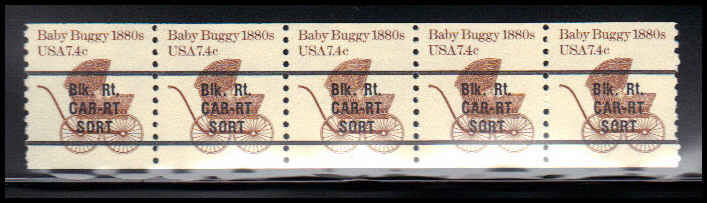 Baby Buggy 1880s Baby Buggy 1880s Baby Buggy 1880s Baby Buggy 1880s Baby Buggy 1880s
USA 7.4c USA 7.4c USA 7.4c USA 7.4c USA 7.4c
Blk. Rt. Blk. Rt. Blk. Rt. Blk. Rt. Blk. Rt.
CAR-RT CAR-RT CAR-RT CAR-RT CAR-RT
SORT SORT SORT SORT SORT